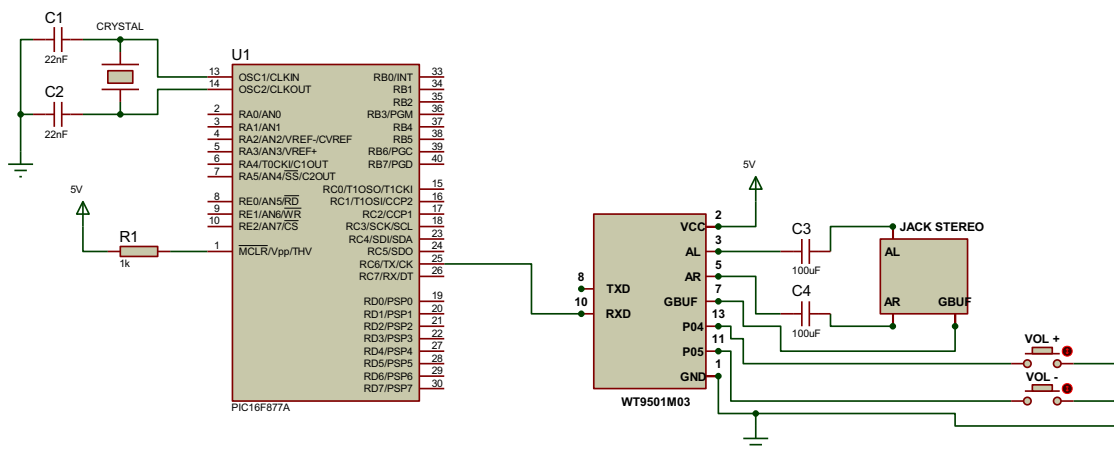 C1
22nF
CRYSTAL
C2
22nF
U1
13 OSC1/CLKIN
14 OSC2/CLKOUT
2 RA0/AN0
3 RA1/AN1
4 RA2/AN2/VREF-/CVREF
5 RA3/AN3/VREF+
6 RA4/T0CKI/C1OUT
7 RA5/AN4/SS/C2OUT
8 RE0/AN5/RD
9 RE1/AN6/WR
10 RE2/AN7/CS
1 MCLR/Vpp/THV
RB0/INT 33
RB1 34
RB2 35
RB3/PGM 36
RB4 37
RB5 38
RB6/PGC 39
RB7/PGD 40
RC0/T1OSO/T1CKI 15
RC1/T1OSI/CCP2 16
RC2/CCP1 17
RC3/SCK/SCL 18
RC4/SDI/SDA 23
RC5/SDO 24
RC6/TX/CK 25
RC7/RX/DT 26
RD0/PSP0 19
RD1/PSP1 20
RD2/PSP2 21
RD3/PSP3 22
RD4/PSP4 27
RD5/PSP5 28
RD6/PSP6 29
RD7/PSP7 30
PIC16F877A
5V
R1
1k
8 TXD
10 RXD
VCC 2
AL 3
AR 5
GBUF 7
P04 13
P05 11
GND 1
WT9501M03
5V
C3
100uF
C4
100uF
JACK STEREO
AL
AR GBUF
VOL +
VOL -